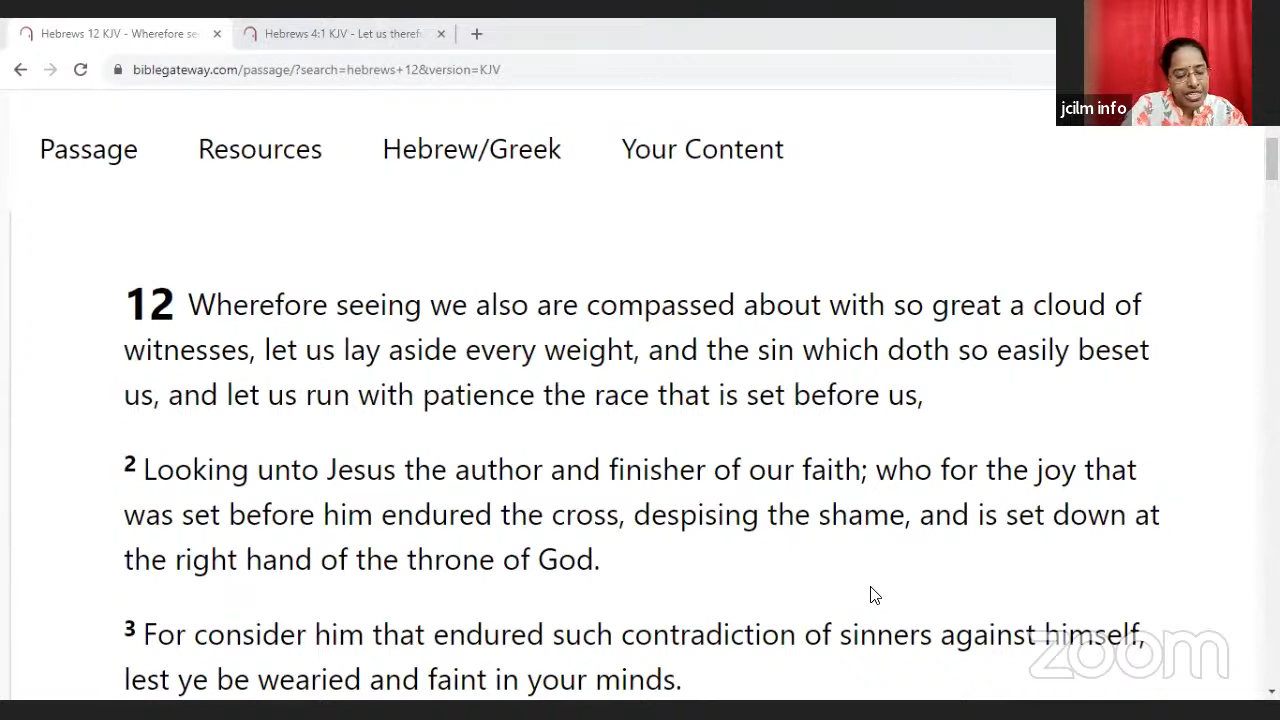 Hebrews 12 KJV - Wherefore se
Hebrews 4:1 KJV - Let us theref
biblegateway.com/passage/?search=hebrews+12&version=KJV
jcilm info
Passage Resources Hebrew/Greek Your Content
12 Wherefore seeing we also are compassed about with so great a cloud of
witnesses, let us lay aside every weight, and the sin which doth so easily beset
us, and let us run with patience the race that is set before us,
2 Looking unto Jesus the author and finisher of our faith; who for the joy that
was set before him endured the cross, despising the shame, and is set down at
the right hand of the throne of God.
3 For consider him that endured such contradiction of sinners against himself,
lest ye be wearied and faint in your minds.
zoom